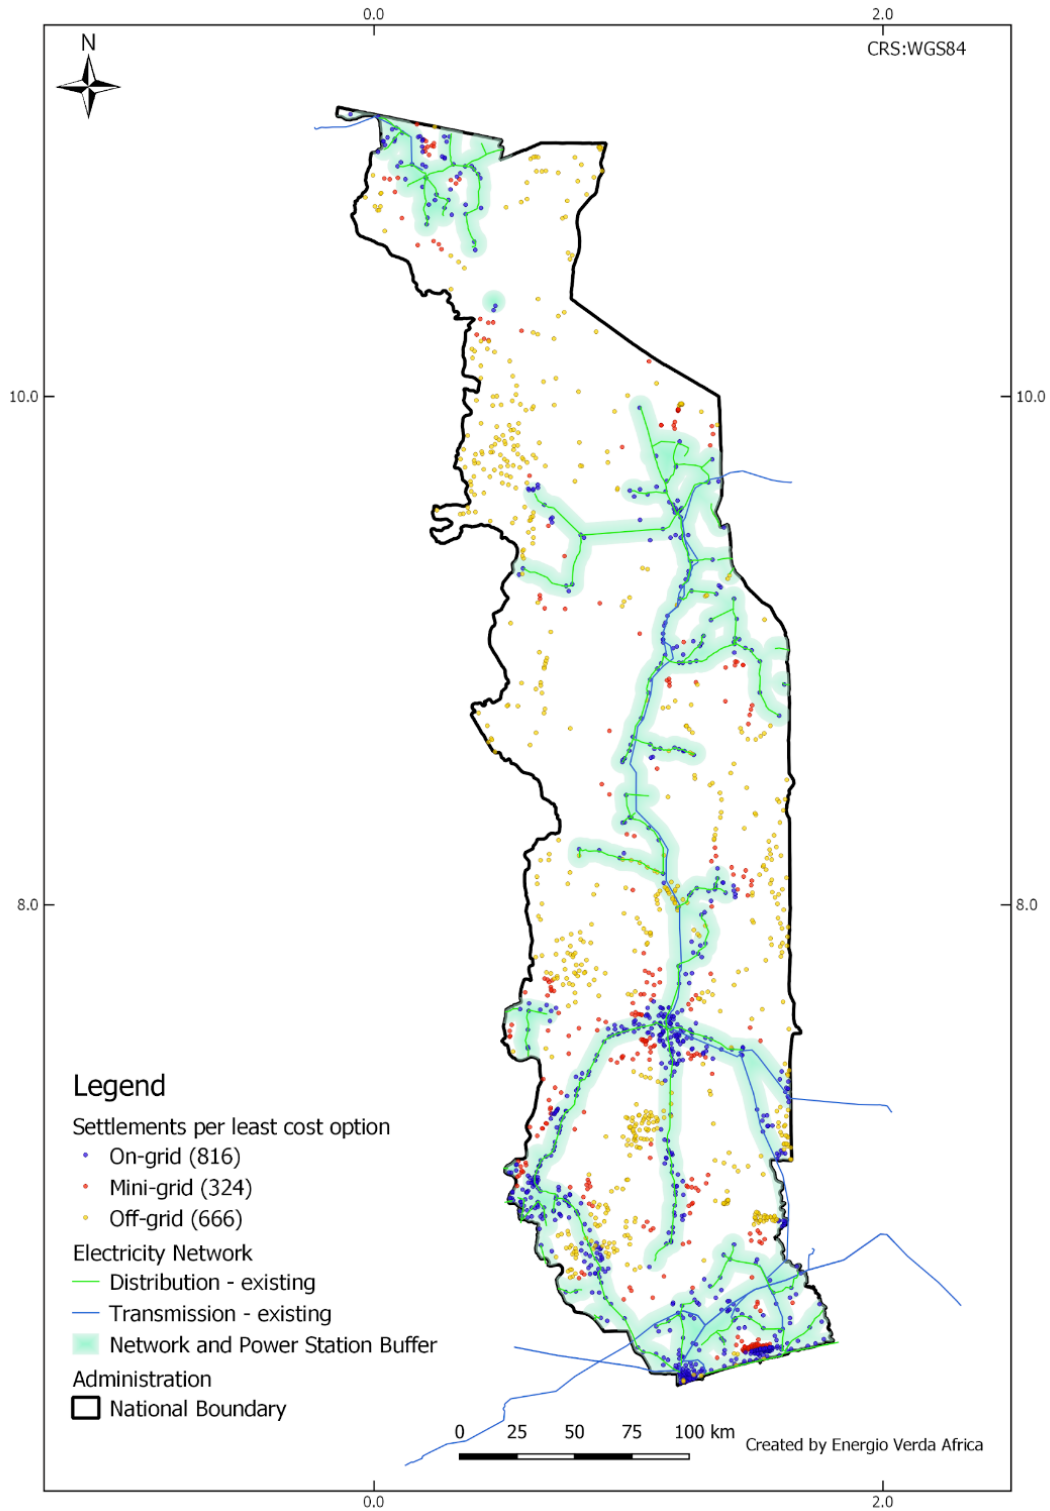 0.0
2.0
N
CRS:WGS84
10.0
10.0
8.0
8.0
Legend
Settlements per least cost option
On-grid (816)
Mini-grid (324)
Off-grid (666)
Electricity Network
Distribution - existing
Transmission - existing
Network and Power Station Buffer
Administration
National Boundary
0 25 50 75 100 km
Created by Energio Verda Africa
0.0
2.0